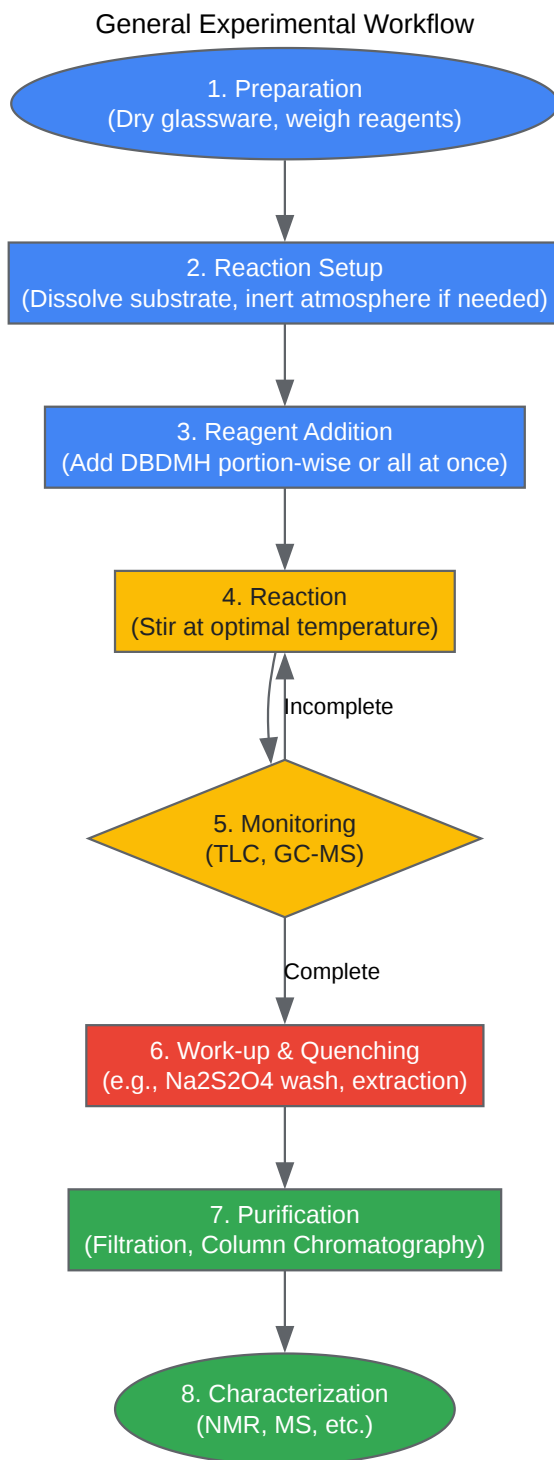 General Experimental Workflow
1. Preparation
(Dry glassware, weigh reagents)
2. Reaction Setup
(Dissolve substrate, inert atmosphere if needed)
3. Reagent Addition
(Add DBDMH portion-wise or all at once)
4. Reaction
(Stir at optimal temperature)
Incomplete
5. Monitoring
(TLC, GC-MS)
Complete
6. Work-up & Quenching
(e.g., Na2S2O4 wash, extraction)
7. Purification
(Filtration, Column Chromatography)
8. Characterization
(NMR, MS, etc.)